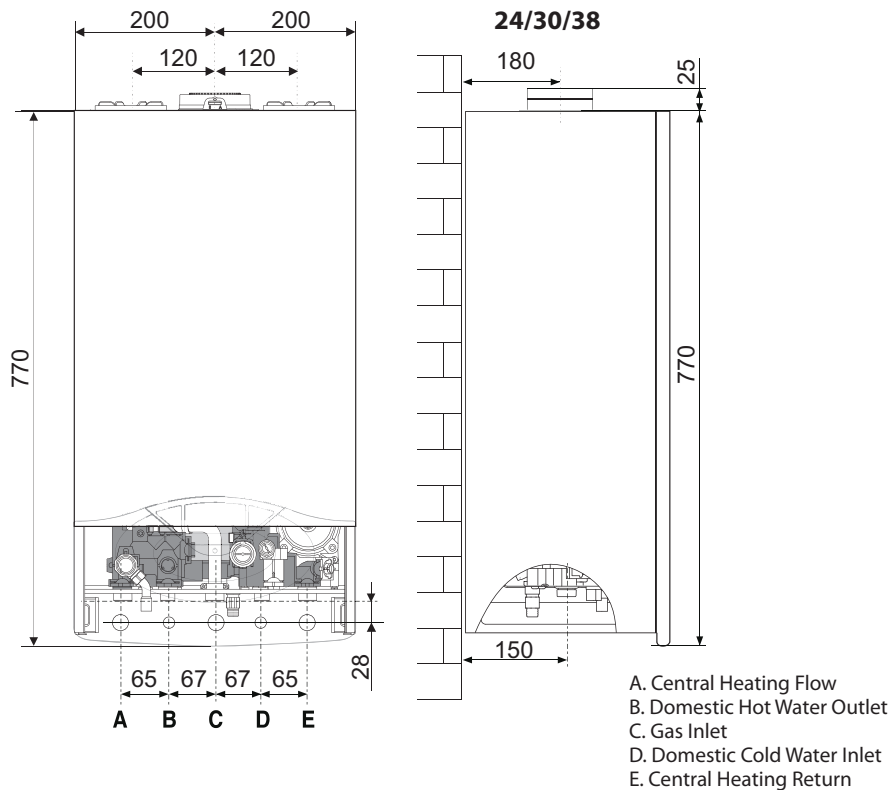 24/30/38
200 200
120 120
180
25
770
770
28
65 67 67 65
A B C D E
150
A. Central Heating Flow
B. Domestic Hot Water Outlet
C. Gas Inlet
D. Domestic Cold Water Inlet
E. Central Heating Return